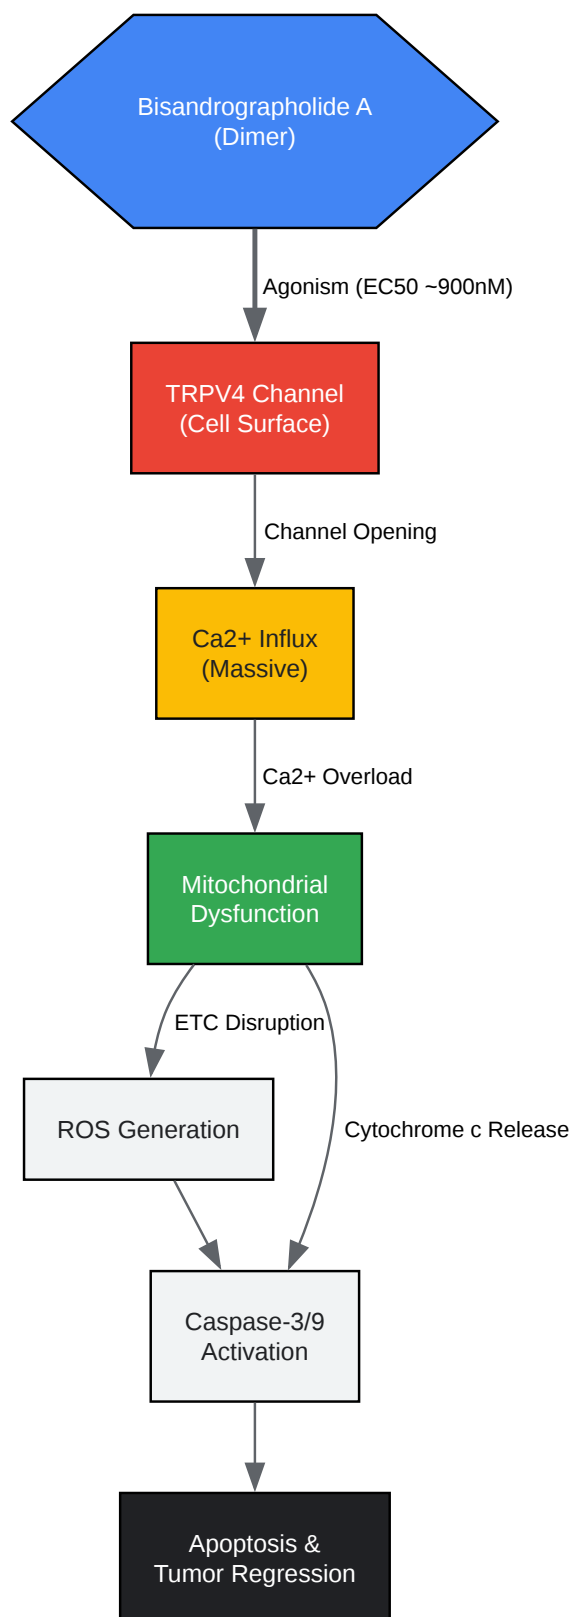 Bisandrographolide A
(Dimer)
Agonism (EC50 ~900nM)
TRPV4 Channel
(Cell Surface)
Channel Opening
Ca2+ Influx
(Massive)
Ca2+ Overload
Mitochondrial
Dysfunction
ETC Disruption
ROS Generation
Cytochrome c Release
Caspase-3/9
Activation
Apoptosis &
Tumor Regression